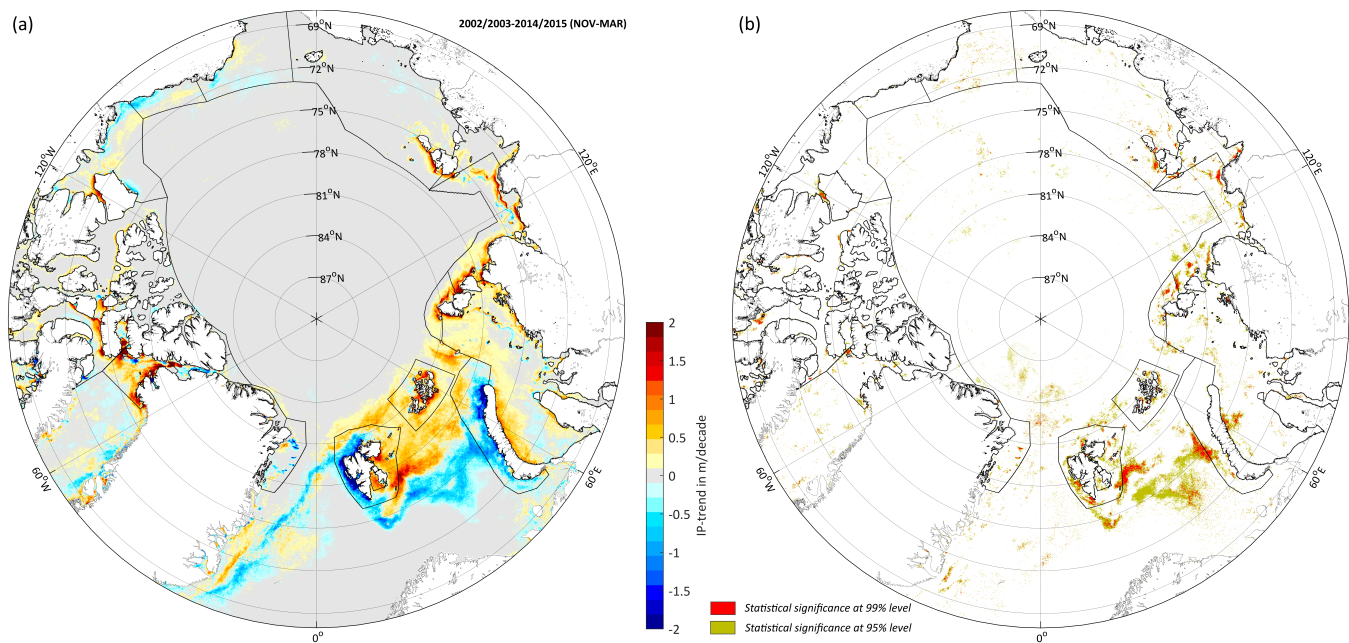 (a)
2002/2003-2014/2015 (NOV-MAR)
69°N
72°N
75°N
78°N
81°N
84°N
87°N
120°W
120°E
60°W
60°E
0°
2
1.5
1
0.5
0
-0.5
-1
-1.5
-2
IP-trend in m/decade
(b)
69°N
72°N
75°N
78°N
81°N
84°N
87°N
120°W
120°E
60°W
60°E
0°
Statistical significance at 99% level
Statistical significance at 95% level